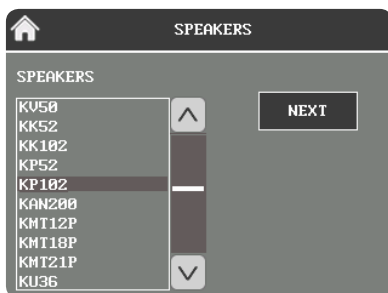 SPEAKERS
SPEAKERS
KV50
KK52
KK102
KP52
KP102
KAN200
KMT12P
KMT18P
KMT21P
KU36
NEXT